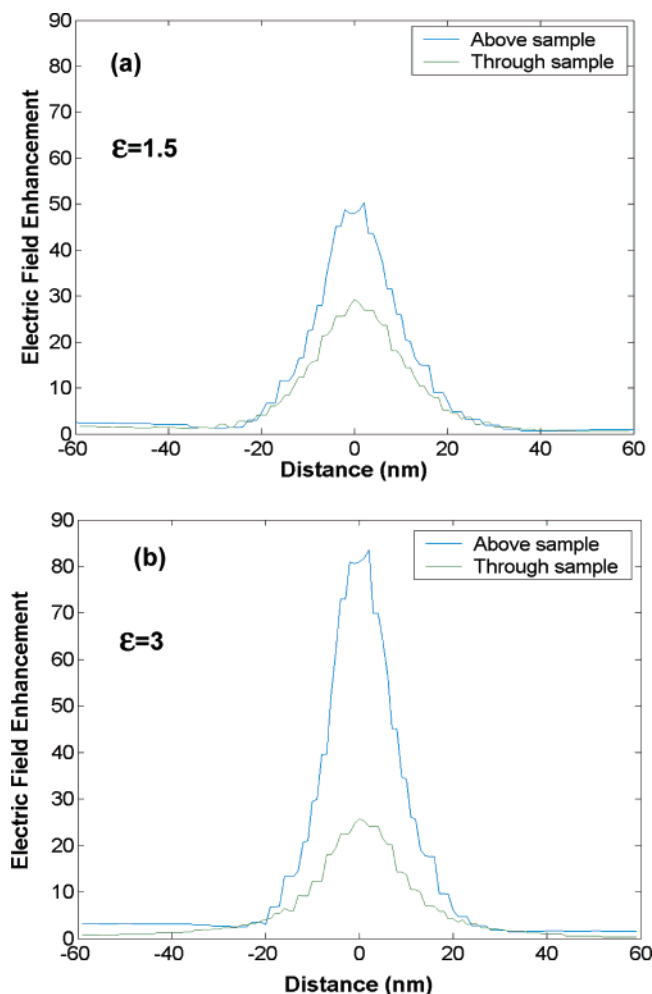 90
80
70
60
50
40
30
20
10
0
Electric Field Enhancement
(a)
ε=1.5
Above sample
Through sample
-60 -40 -20 0 20 40 60
Distance (nm)
90
80
70
60
50
40
30
20
10
0
Electric Field Enhancement
(b)
ε=3
Above sample
Through sample
-60 -40 -20 0 20 40 60
Distance (nm)